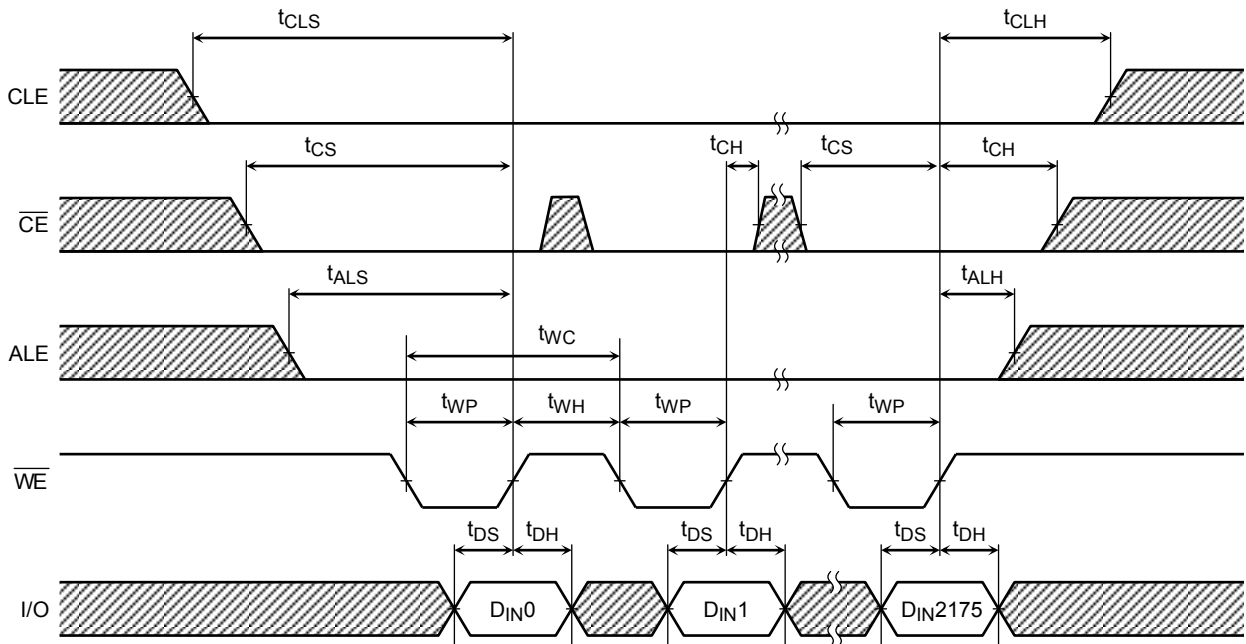 tCLS
tCLH
CLE
tCS
tCH
tCS
tCH
CE
tALS
tALH
ALE
tWC
tWP
tWH
tWP
tWP
WE
tDS
tDH
tDS
tDH
tDS
tDH
I/O
DIN0
DIN1
DIN2175